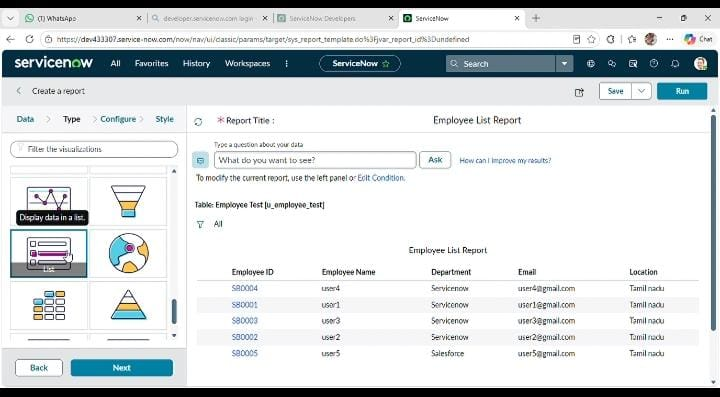 (1) WhatsApp
developer.servicenow.com login -
ServiceNow Developers
ServiceNow
https://dev433307.service-now.com/now/nav/ui/classic/params/target/sys_report_template.do%3Fjvar_report_id%3Dundefined
Chat
servicenow
All Favorites History Workspaces
ServiceNow
Search
Create a report
Save
Run
Data Type Configure Style
Filter the visualizations
Display data in a list.
List
Back
Next
* Report Title :
Employee List Report
Type a question about your data
What do you want to see?
Ask
How can I improve my results?
To modify the current report, use the left panel or Edit Condition.
Table: Employee Test [u_employee_test]
All
Employee List Report
Employee ID Employee Name Department Email Location
SB0004 user4 Servicenow user4@gmail.com Tamil nadu
SB0001 user1 Servicenow user1@gmail.com Tamil nadu
SB0003 user3 Servicenow user3@gmail.com Tamil nadu
SB0002 user2 Servicenow user2@gmail.com Tamil nadu
SB0005 user5 Salesforce user5@gmail.com Tamil nadu